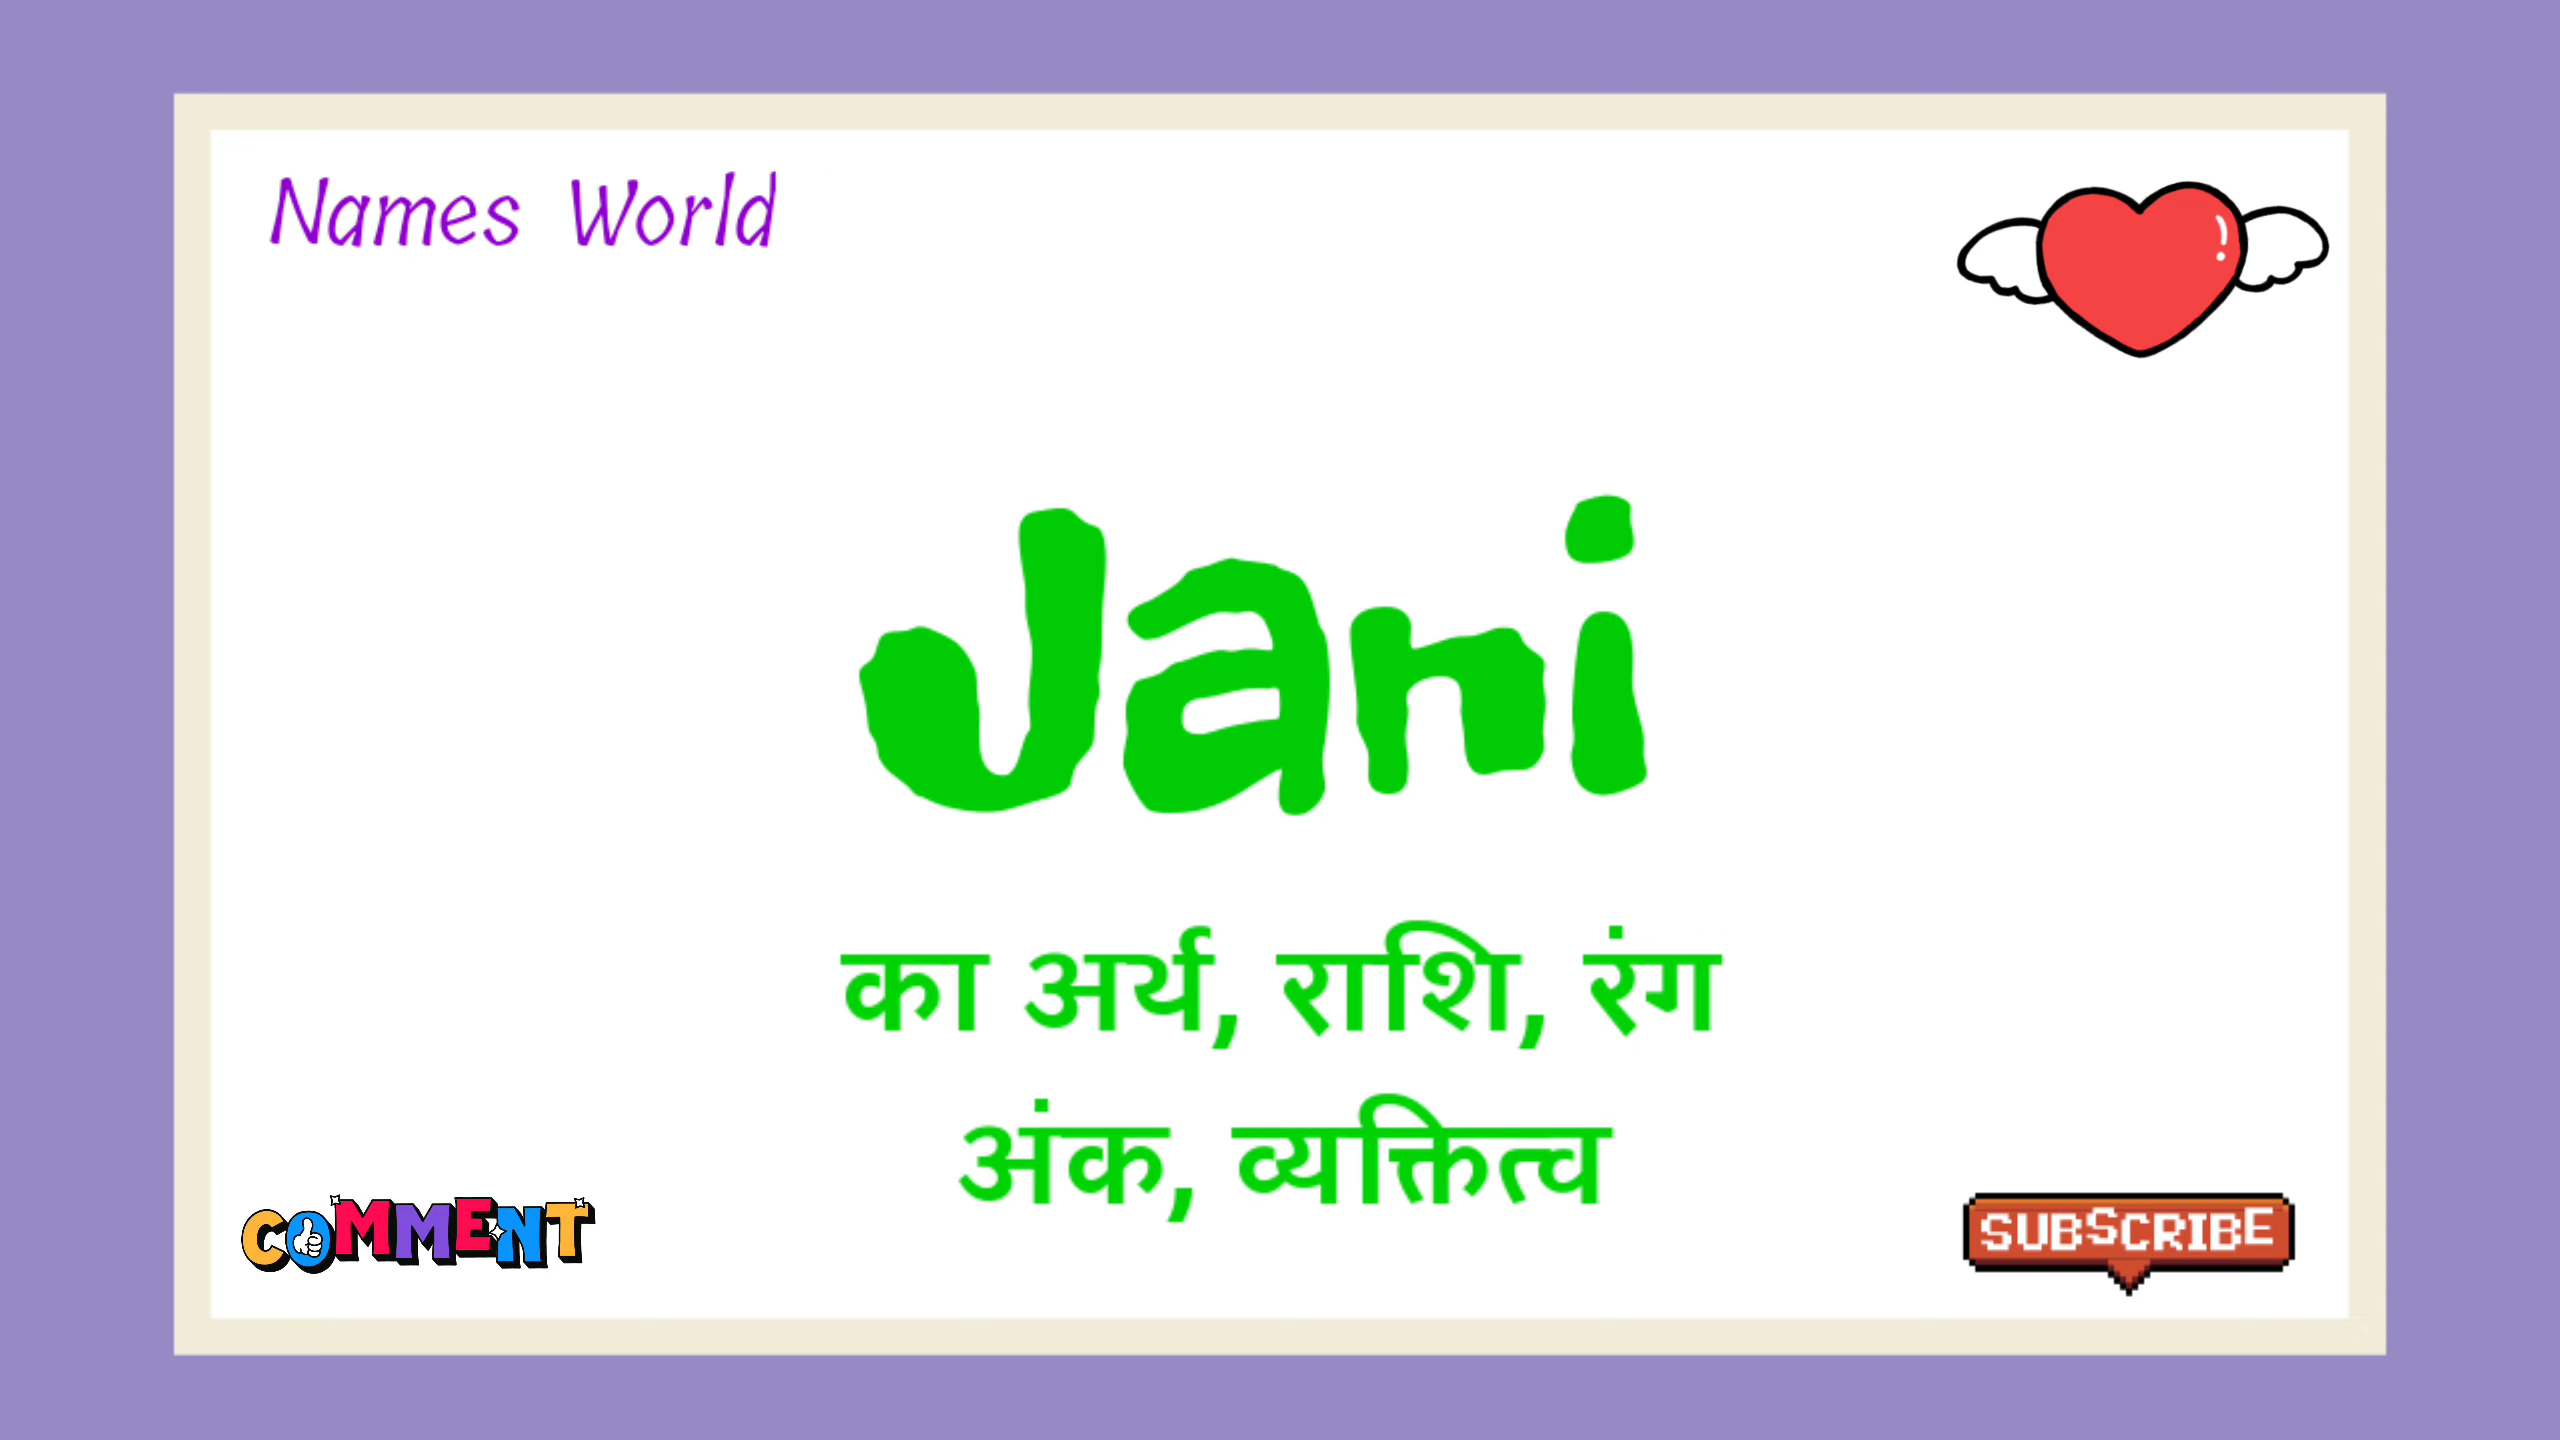 Names World
Jani
का अर्थ, राशि, रंग
अंक, व्यक्तित्व
COMMENT
SUBSCRIBE